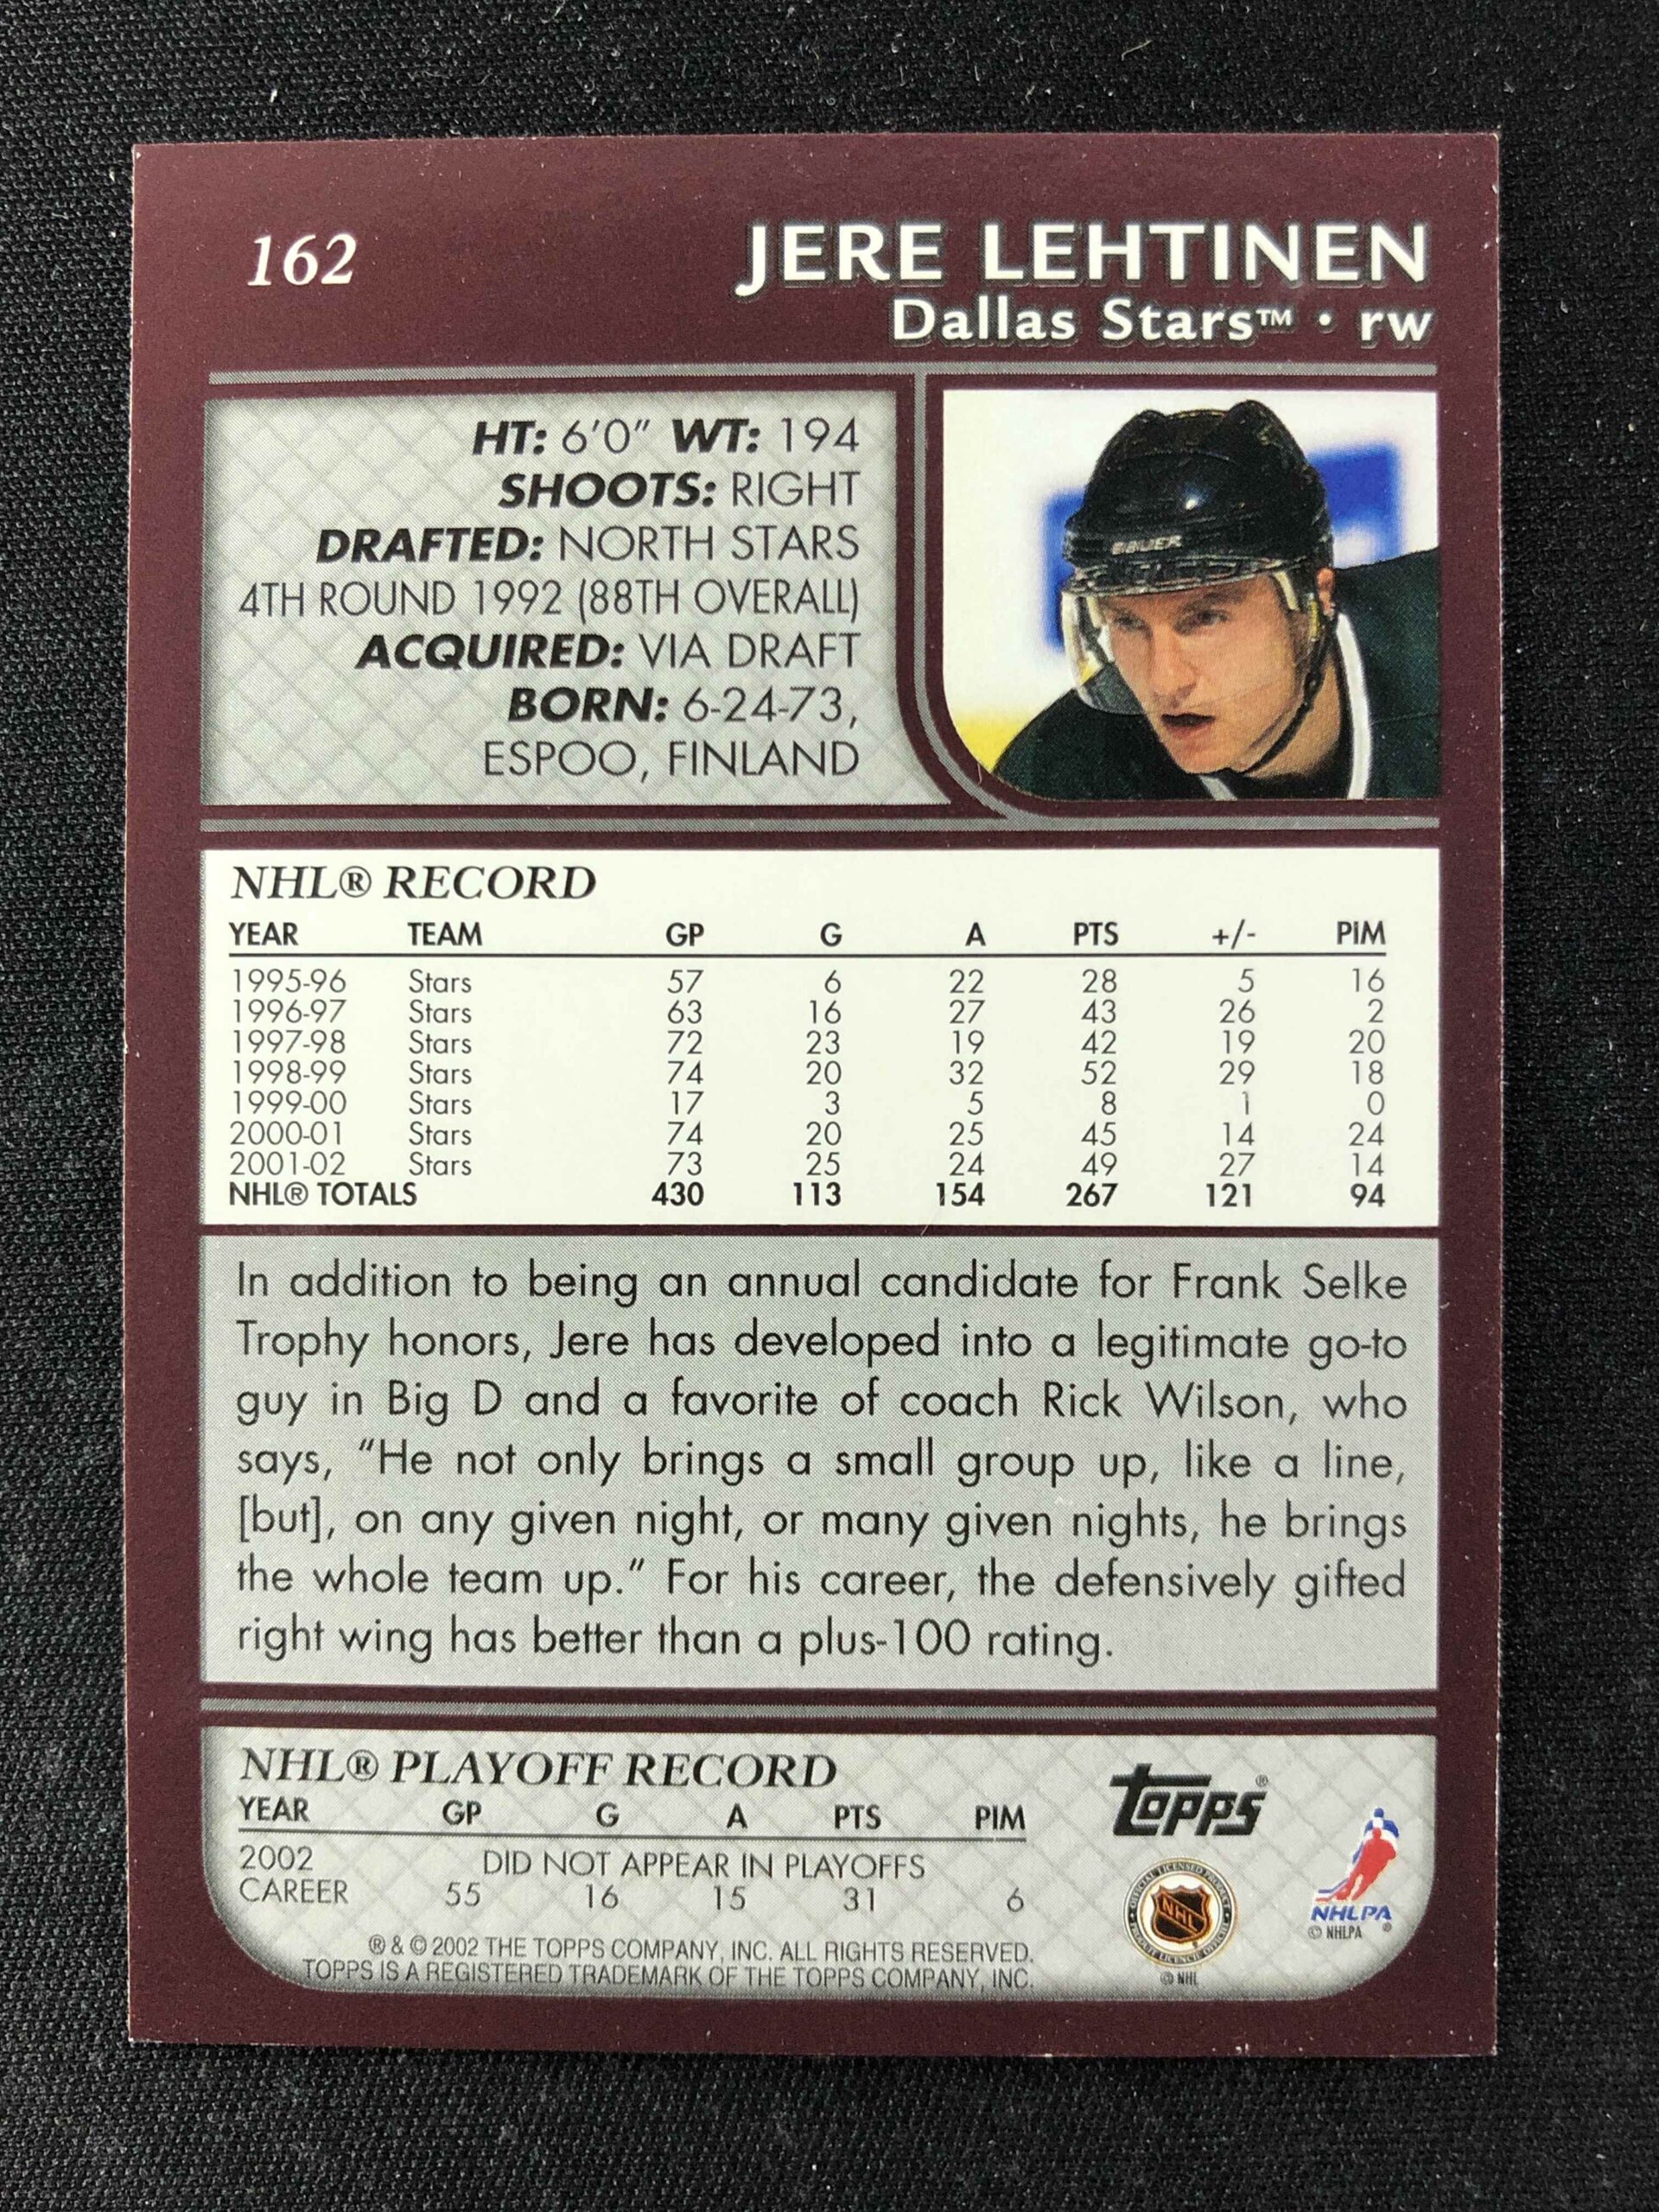 162
JERE LEHTINEN
Dallas Stars™ • rw
HT: 6'0" WT: 194
SHOOTS: RIGHT
DRAFTED: NORTH STARS
4TH ROUND 1992 (88TH OVERALL)
ACQUIRED: VIA DRAFT
BORN: 6-24-73,
ESPOO, FINLAND
BAUER
NHL® RECORD
YEAR TEAM GP G A PTS +/- PIM
1995-96 Stars 57 6 22 28 5 16
1996-97 Stars 63 16 27 43 26 2
1997-98 Stars 72 23 19 42 19 20
1998-99 Stars 74 20 32 52 29 18
1999-00 Stars 17 3 5 8 1 0
2000-01 Stars 74 20 25 45 14 24
2001-02 Stars 73 25 24 49 27 14
NHL® TOTALS 430 113 154 267 121 94
In addition to being an annual candidate for Frank Selke
Trophy honors, Jere has developed into a legitimate go-to
guy in Big D and a favorite of coach Rick Wilson, who
says, “He not only brings a small group up, like a line,
[but], on any given night, or many given nights, he brings
the whole team up.” For his career, the defensively gifted
right wing has better than a plus-100 rating.
NHL® PLAYOFF RECORD
YEAR GP G A PTS PIM
2002 DID NOT APPEAR IN PLAYOFFS
CAREER 55 16 15 31 6
® & © 2002 THE TOPPS COMPANY, INC. ALL RIGHTS RESERVED.
TOPPS IS A REGISTERED TRADEMARK OF THE TOPPS COMPANY, INC.
Topps®
OFFICIAL LICENSED PRODUCT
NHL
© NHL
NHLPA®
© NHLPA